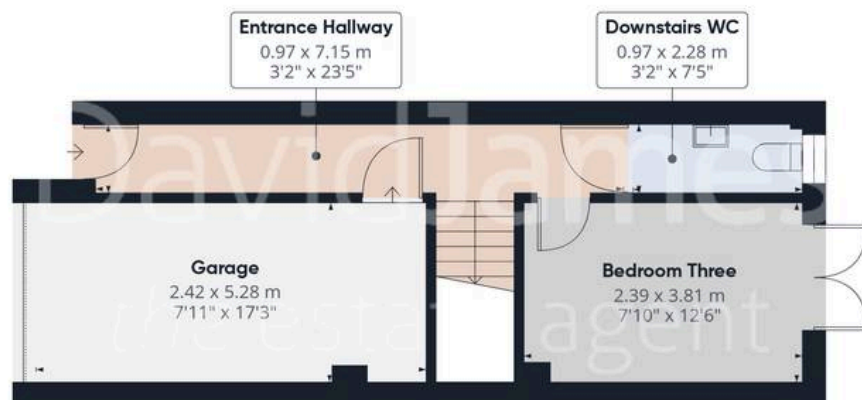 Entrance Hallway
0.97 x 7.15 m
3'2" x 23'5"
Downstairs WC
0.97 x 2.28 m
3'2" x 7'5"
DavidJames
Garage
2.42 x 5.28 m
7'11" x 17'3"
Bedroom Three
2.39 x 3.81 m
7'10" x 12'6"
the estate agent